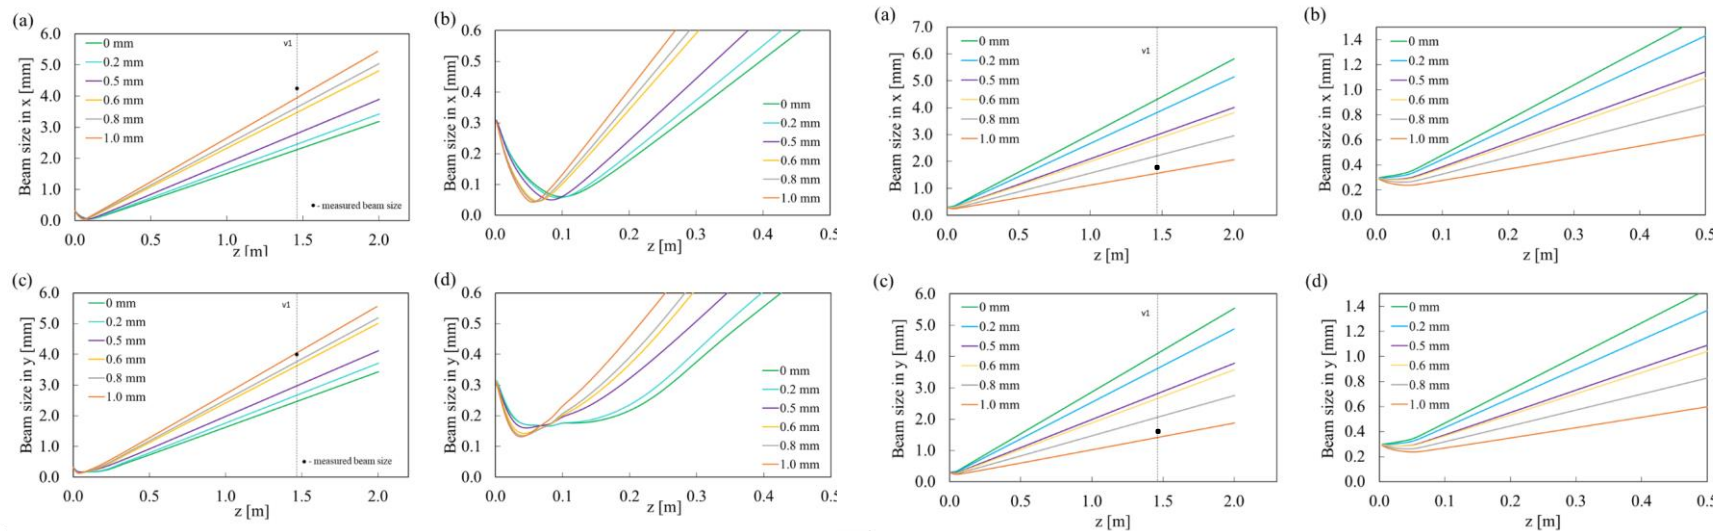 (a)
Beam size in x [mm]
6.0
5.0
4.0
3.0
2.0
1.0
0.0
0 mm
0.2 mm
0.5 mm
0.6 mm
0.8 mm
1.0 mm
v1
- measured beam size
0.0 0.5 1.0 1.5 2.0
z [m]
(b)
Beam size in x [mm]
0.6
0.5
0.4
0.3
0.2
0.1
0.0
0 mm
0.2 mm
0.5 mm
0.6 mm
0.8 mm
1.0 mm
0 0.1 0.2 0.3 0.4 0.5
z [m]
(a)
Beam size in x [mm]
7.0
6.0
5.0
4.0
3.0
2.0
1.0
0.0
0 mm
0.2 mm
0.5 mm
0.6 mm
0.8 mm
1.0 mm
v1
0.0 0.5 1.0 1.5 2.0
z [m]
(b)
Beam size in x [mm]
1.4
1.2
1.0
0.8
0.6
0.4
0.2
0.0
0 mm
0.2 mm
0.5 mm
0.6 mm
0.8 mm
1.0 mm
0.0 0.1 0.2 0.3 0.4 0.5
z [m]
(c)
Beam size in y [mm]
6.0
5.0
4.0
3.0
2.0
1.0
0.0
0 mm
0.2 mm
0.5 mm
0.6 mm
0.8 mm
1.0 mm
v1
- measured beam size
0.0 0.5 1.0 1.5 2.0
z [m]
(d)
Beam size in y [mm]
0.6
0.5
0.4
0.3
0.2
0.1
0.0
0 mm
0.2 mm
0.5 mm
0.6 mm
0.8 mm
1.0 mm
0 0.1 0.2 0.3 0.4 0.5
z [m]
(c)
Beam size in y [mm]
6.0
5.0
4.0
3.0
2.0
1.0
0.0
0 mm
0.2 mm
0.5 mm
0.6 mm
0.8 mm
1.0 mm
v1
0.0 0.5 1.0 1.5 2.0
z [m]
(d)
Beam size in y [mm]
1.4
1.2
1.0
0.8
0.6
0.4
0.2
0.0
0 mm
0.2 mm
0.5 mm
0.6 mm
0.8 mm
1.0 mm
0.0 0.1 0.2 0.3 0.4 0.5
z [m]